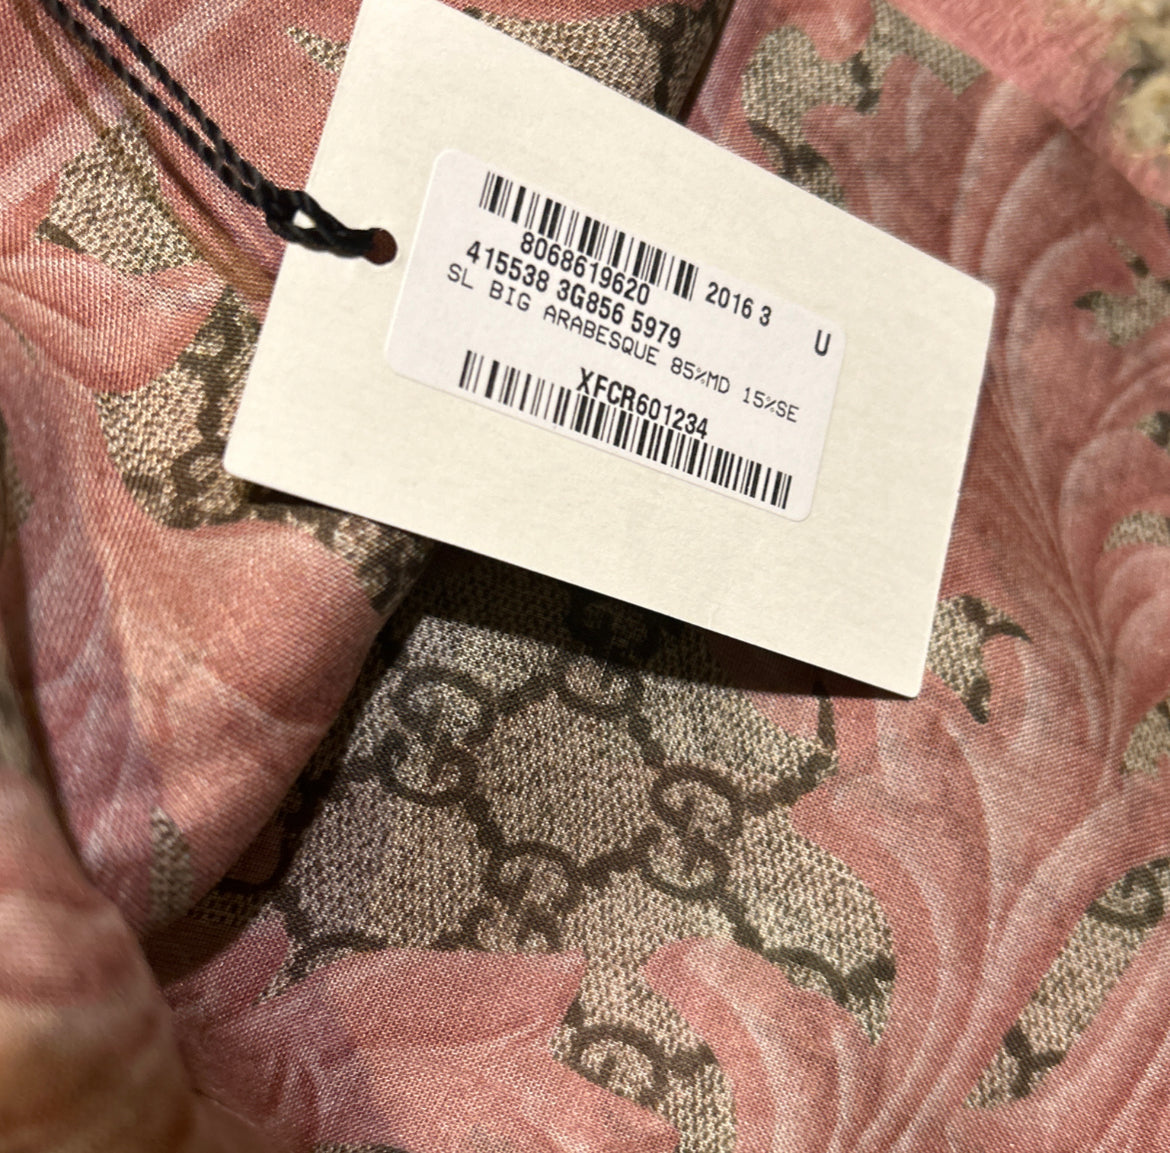 8068619620
2016 3
U
415538 3G856 5979
SL BIG ARABESQUE 85%MD 15%SE
XFCR601234